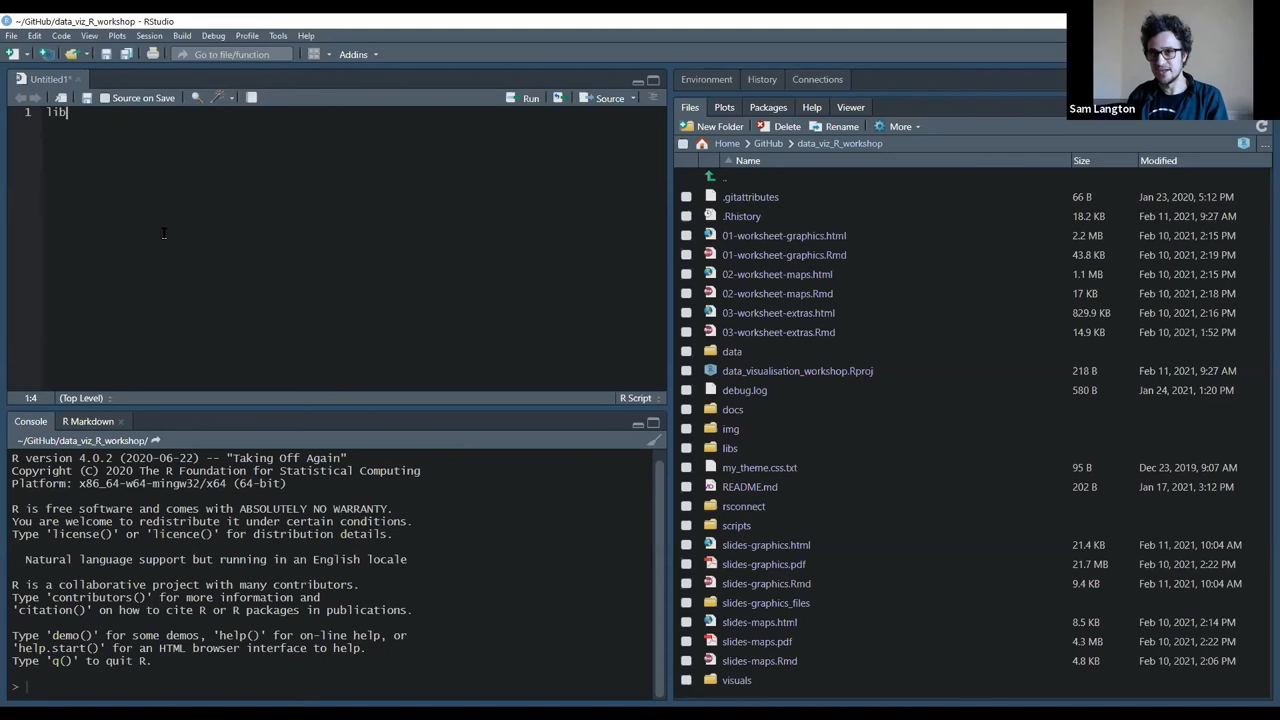 ~/GitHub/data_viz_R_workshop - RStudio
File Edit Code View Plots Session Build Debug Profile Tools Help
Go to file/function Addins
Untitled1*
Source on Save Run Source
1 lib
1:4 (Top Level) R Script
Console R Markdown
~/GitHub/data_viz_R_workshop/
R version 4.0.2 (2020-06-22) -- "Taking Off Again"
Copyright (C) 2020 The R Foundation for Statistical Computing
Platform: x86_64-w64-mingw32/x64 (64-bit)
R is free software and comes with ABSOLUTELY NO WARRANTY.
You are welcome to redistribute it under certain conditions.
Type 'license()' or 'licence()' for distribution details.
Natural language support but running in an English locale
R is a collaborative project with many contributors.
Type 'contributors()' for more information and
'citation()' on how to cite R or R packages in publications.
Type 'demo()' for some demos, 'help()' for on-line help, or
'help.start()' for an HTML browser interface to help.
Type 'q()' to quit R.
>
Environment History Connections
Files Plots Packages Help Viewer
New Folder Delete Rename More
Home GitHub data_viz_R_workshop ...
Name Size Modified
..
.gitattributes 66 B Jan 23, 2020, 5:12 PM
.Rhistory 18.2 KB Feb 11, 2021, 9:27 AM
01-worksheet-graphics.html 2.2 MB Feb 10, 2021, 2:15 PM
01-worksheet-graphics.Rmd 43.8 KB Feb 10, 2021, 2:19 PM
02-worksheet-maps.html 1.1 MB Feb 10, 2021, 2:15 PM
02-worksheet-maps.Rmd 17 KB Feb 10, 2021, 2:18 PM
03-worksheet-extras.html 829.9 KB Feb 10, 2021, 2:16 PM
03-worksheet-extras.Rmd 14.9 KB Feb 10, 2021, 1:52 PM
data
data_visualisation_workshop.Rproj 218 B Feb 11, 2021, 9:27 AM
debug.log 580 B Jan 24, 2021, 1:20 PM
docs
img
libs
my_theme.css.txt 95 B Dec 23, 2019, 9:07 AM
README.md 202 B Jan 17, 2021, 3:12 PM
rsconnect
scripts
slides-graphics.html 21.4 KB Feb 11, 2021, 10:04 AM
slides-graphics.pdf 21.7 MB Feb 10, 2021, 2:22 PM
slides-graphics.Rmd 9.4 KB Feb 11, 2021, 10:04 AM
slides-graphics_files
slides-maps.html 8.5 KB Feb 10, 2021, 2:14 PM
slides-maps.pdf 4.3 MB Feb 10, 2021, 2:22 PM
slides-maps.Rmd 4.8 KB Feb 10, 2021, 2:06 PM
visuals
Sam Langton